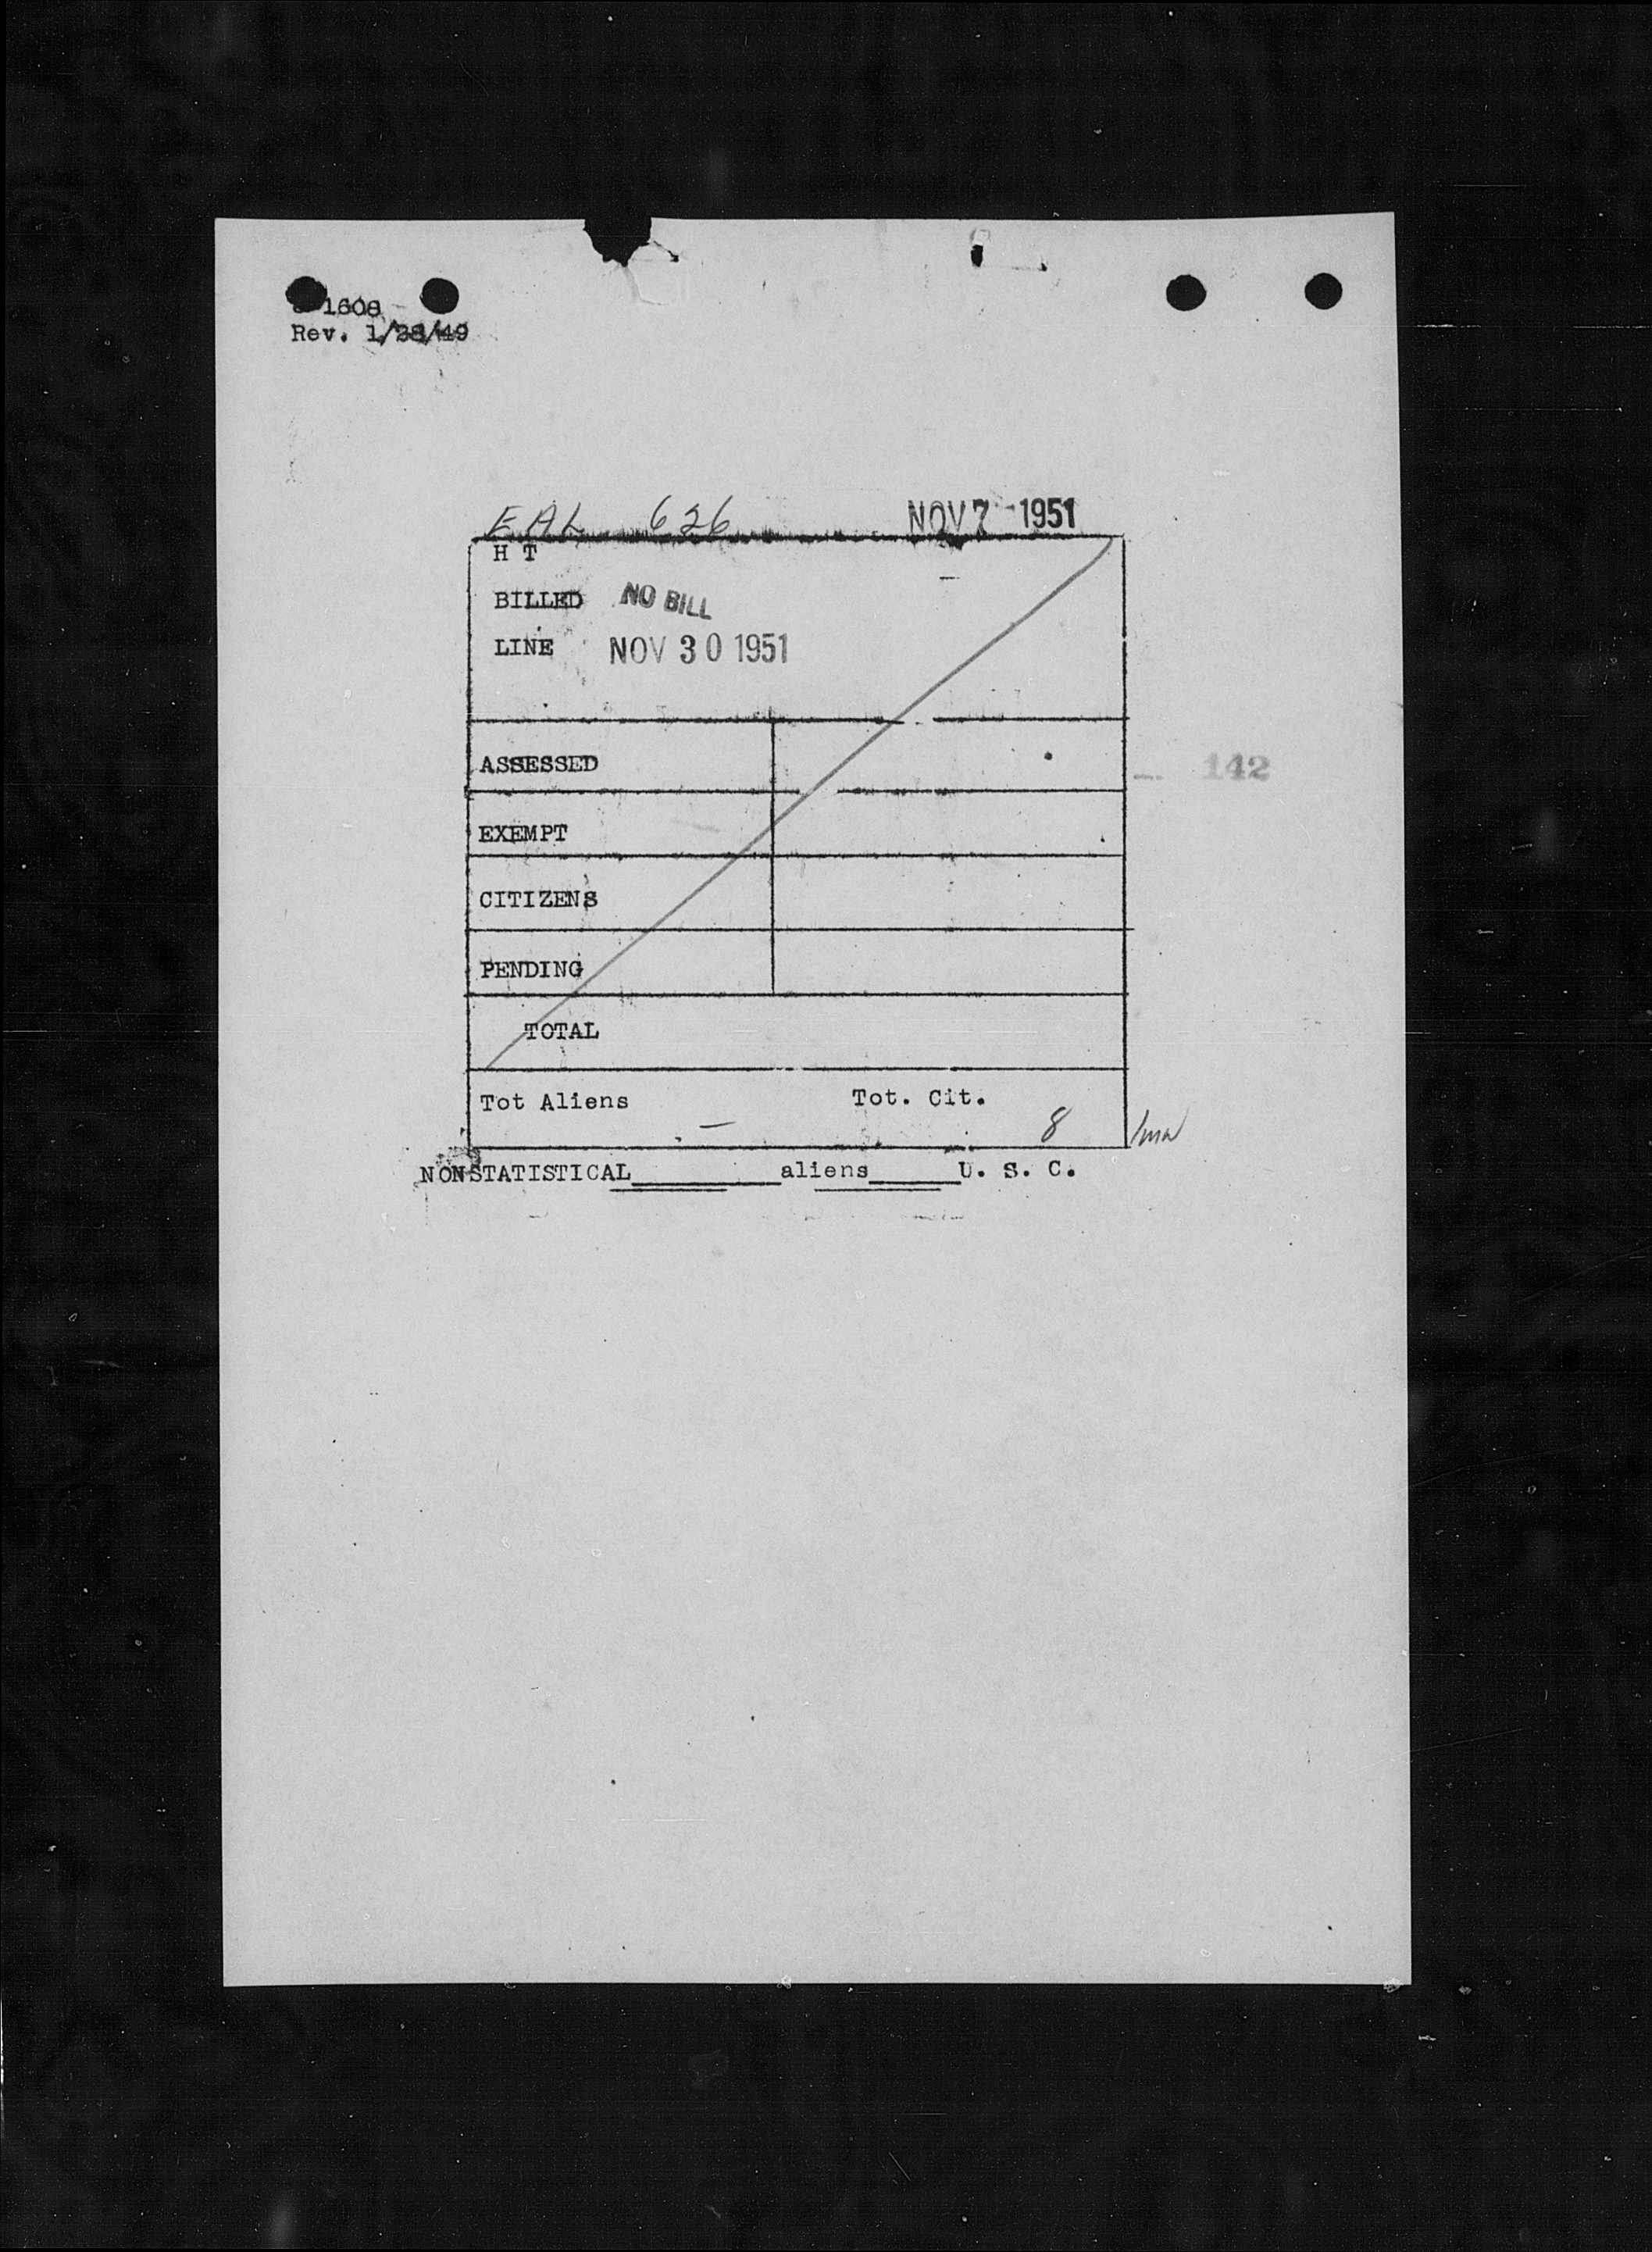 1608
Rev. 1/28/49
EAL 626 NOV 7 - 1951
H T
BILLED NO BILL
LINE NOV 30 1951
ASSESSED
142
EXEMPT
CITIZENS
PENDING
TOTAL
Tot Aliens - Tot. Cit. 8
NONSTATISTICAL aliens U. S. C.